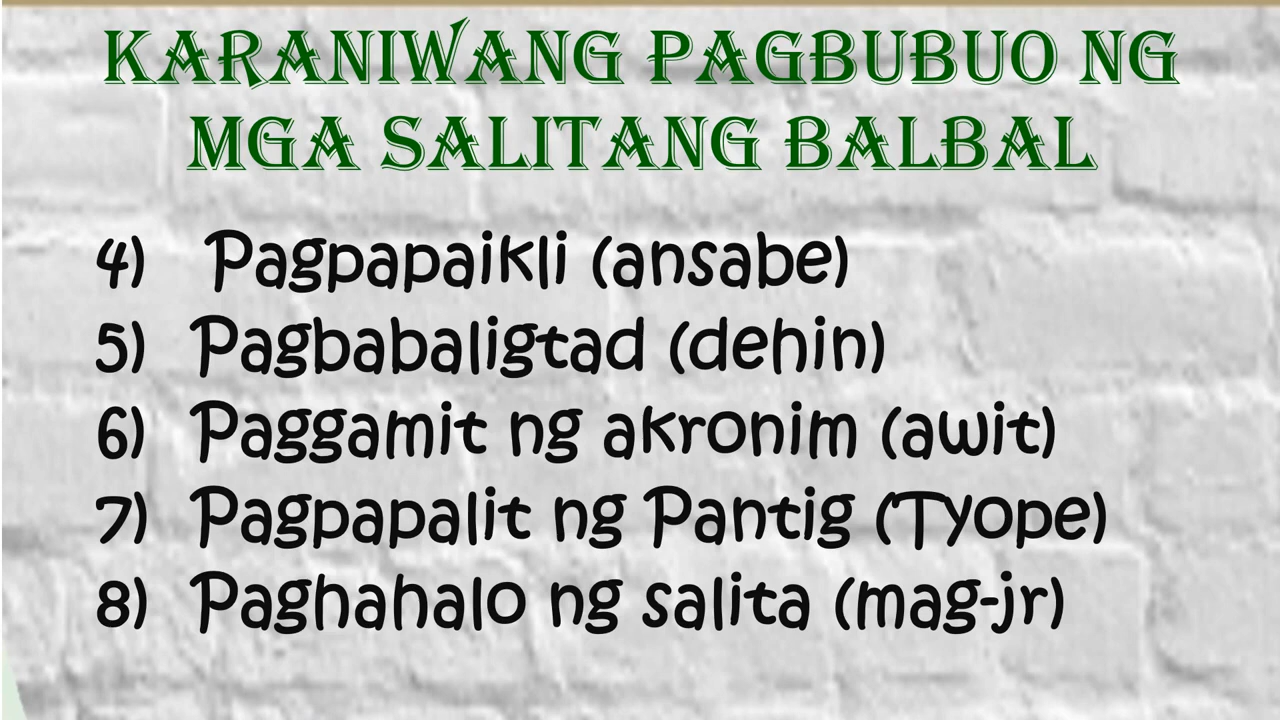 KARANIWANG PAGBUBUO NG
MGA SALITANG BALBAL
4) Pagpapaikli (ansabe)
5) Pagbabaligtad (dehin)
6) Paggamit ng akronim (awit)
7) Pagpapalit ng Pantig (Tyope)
8) Paghahalo ng salita (mag-jr)